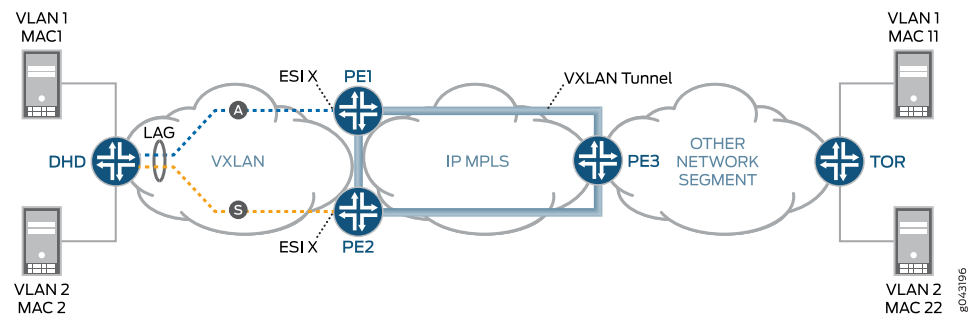 VLAN 1
MAC1
VLAN 1
MAC 11
ESI X
PE1
VXLAN Tunnel
A
LAG
DHD
VXLAN
IP MPLS
PE3
OTHER
NETWORK
SEGMENT
TOR
S
ESI X
PE2
VLAN 2
MAC 2
VLAN 2
MAC 22
g043196